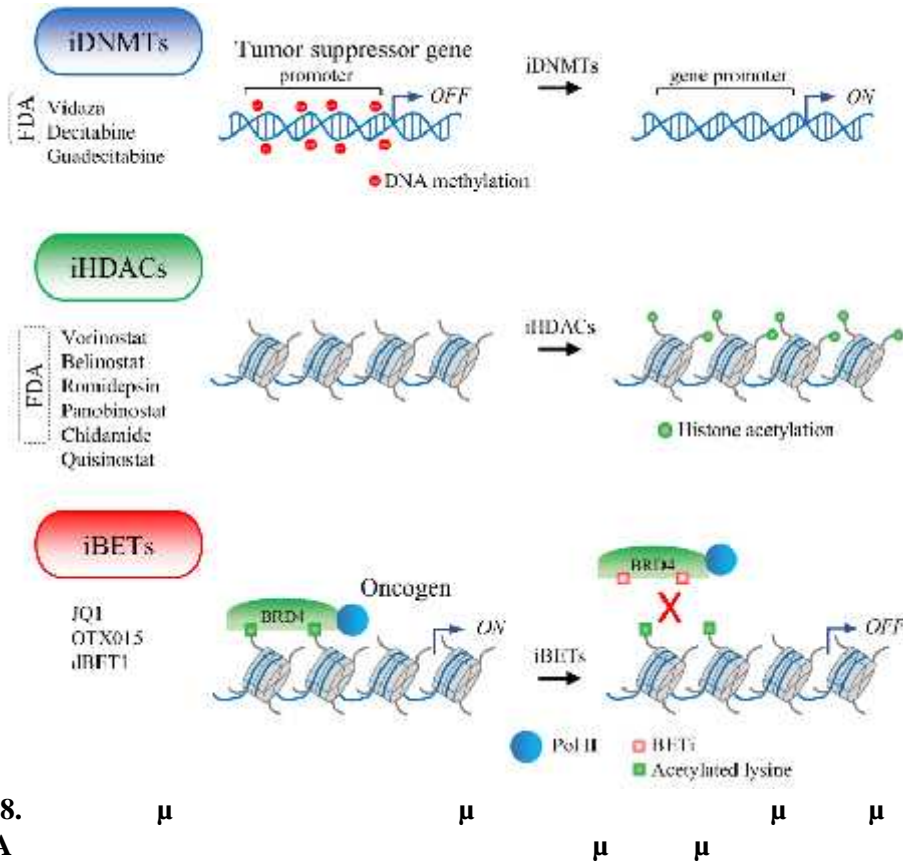 iDNMTs
FDA
Vidaza
Decitabine
Guadecitabine
Tumor suppressor gene
promoter
OFF
iDNMTs
gene promoter
ON
DNA methylation
iHDACs
FDA
Vorinostat
Belinostat
Romidepsin
Panobinostat
Chidamide
Quisinostat
iHDACs
Histone acetylation
iBETs
JQ1
OTX015
dBET1
BRD4
Oncogen
ON
iBETs
BRD4
X
OFF
Pol II
BETi
Acetylated lysine
8. μ μ μ μ
A μ μ